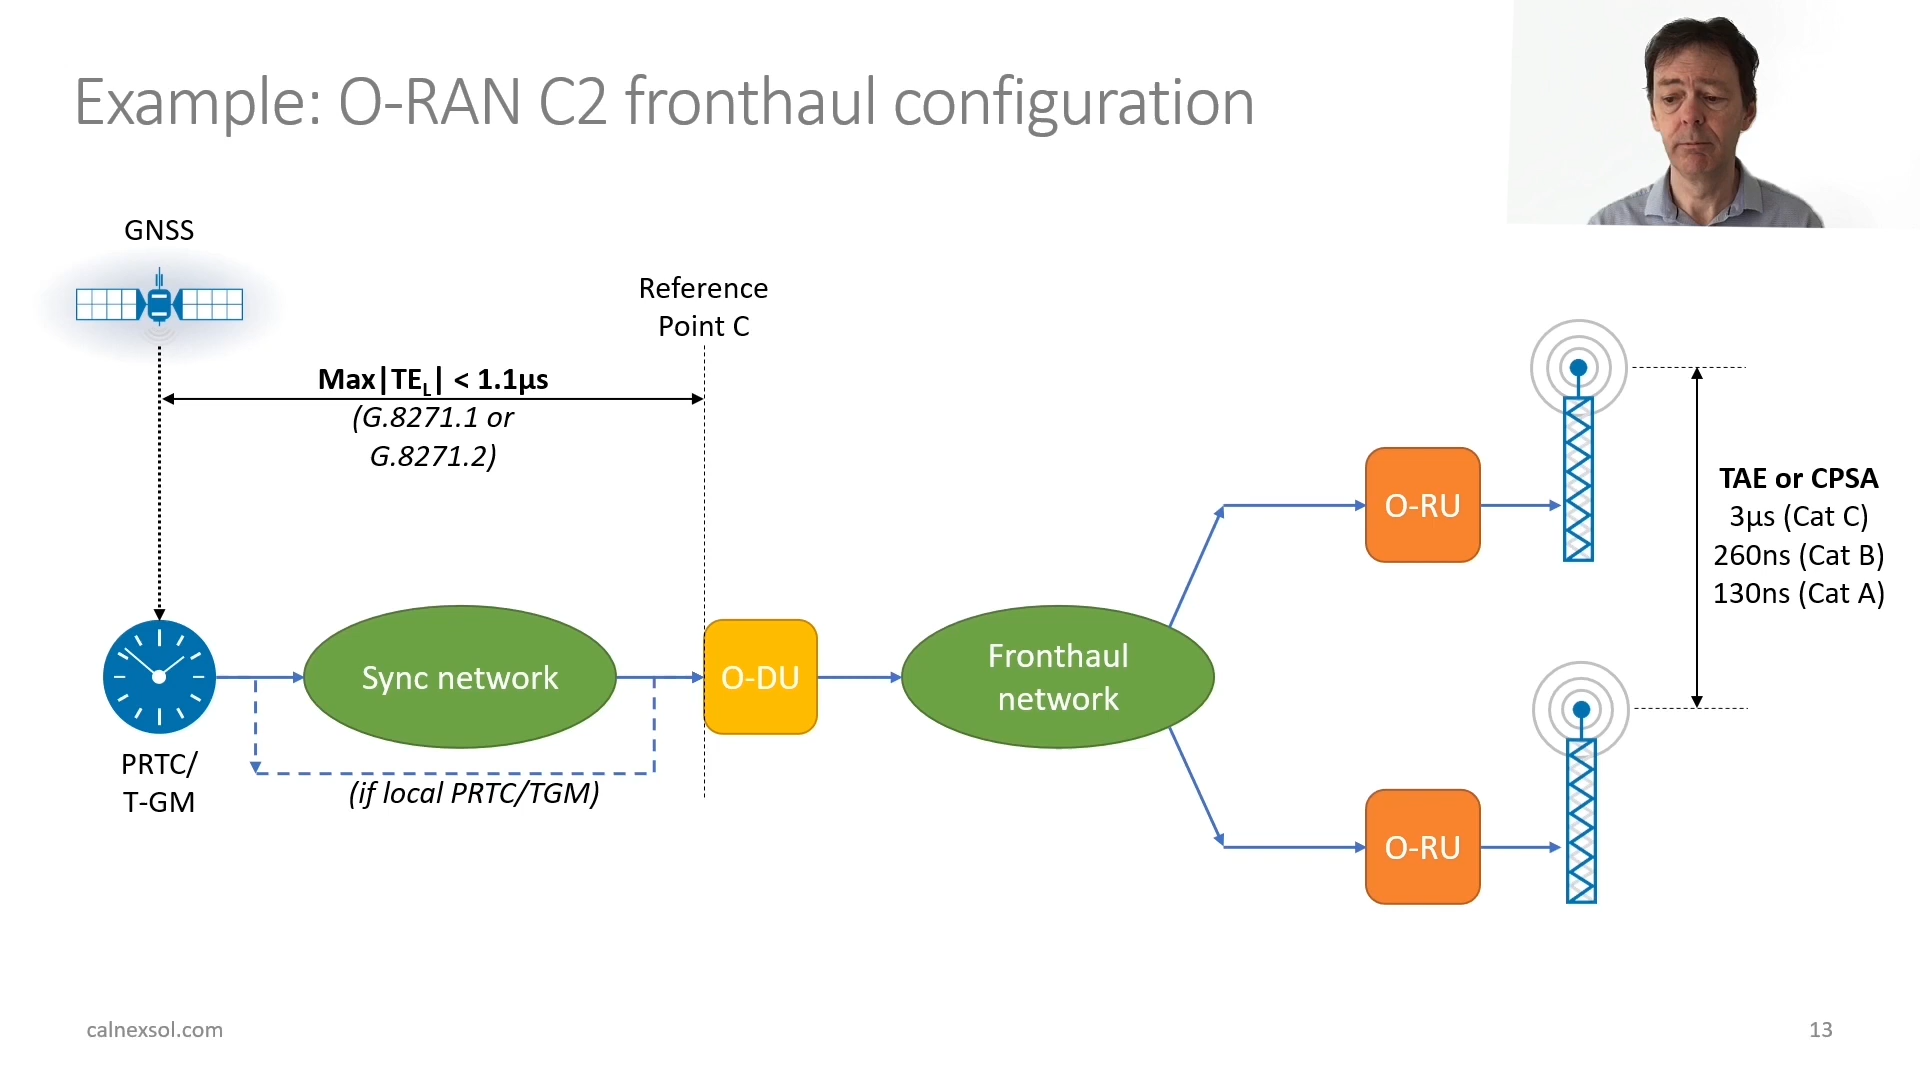 Example: O-RAN C2 fronthaul configuration
GNSS
Reference
Point C
Max|TE_L| < 1.1µs
(G.8271.1 or
G.8271.2)
TAE or CPSA
3µs (Cat C)
260ns (Cat B)
130ns (Cat A)
O-RU
Sync network
O-DU
Fronthaul
network
PRTC/
T-GM
(if local PRTC/TGM)
O-RU
calnexsol.com
13